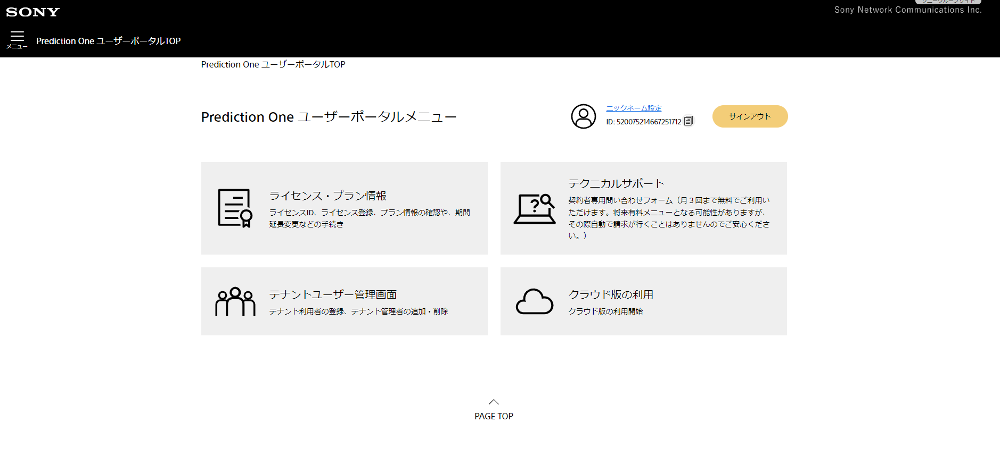 SONY
ソニーグループサイト
Sony Network Communications Inc.
メニュー
Prediction One ユーザーポータルTOP
Prediction One ユーザーポータルTOP
Prediction One ユーザーポータルメニュー
ニックネーム設定
ID: 520075214667251712
サインアウト
ライセンス・プラン情報
ライセンスID、ライセンス登録、プラン情報の確認や、期間
延長変更などの手続き
テクニカルサポート
契約者専用問い合わせフォーム（月３回まで無料でご利用い
ただけます。将来有料メニューとなる可能性がありますが、
その際自動で請求が行くことはありませんのでご安心くださ
い。）
テナントユーザー管理画面
テナント利用者の登録、テナント管理者の追加・削除
クラウド版の利用
クラウド版の利用開始
PAGE TOP